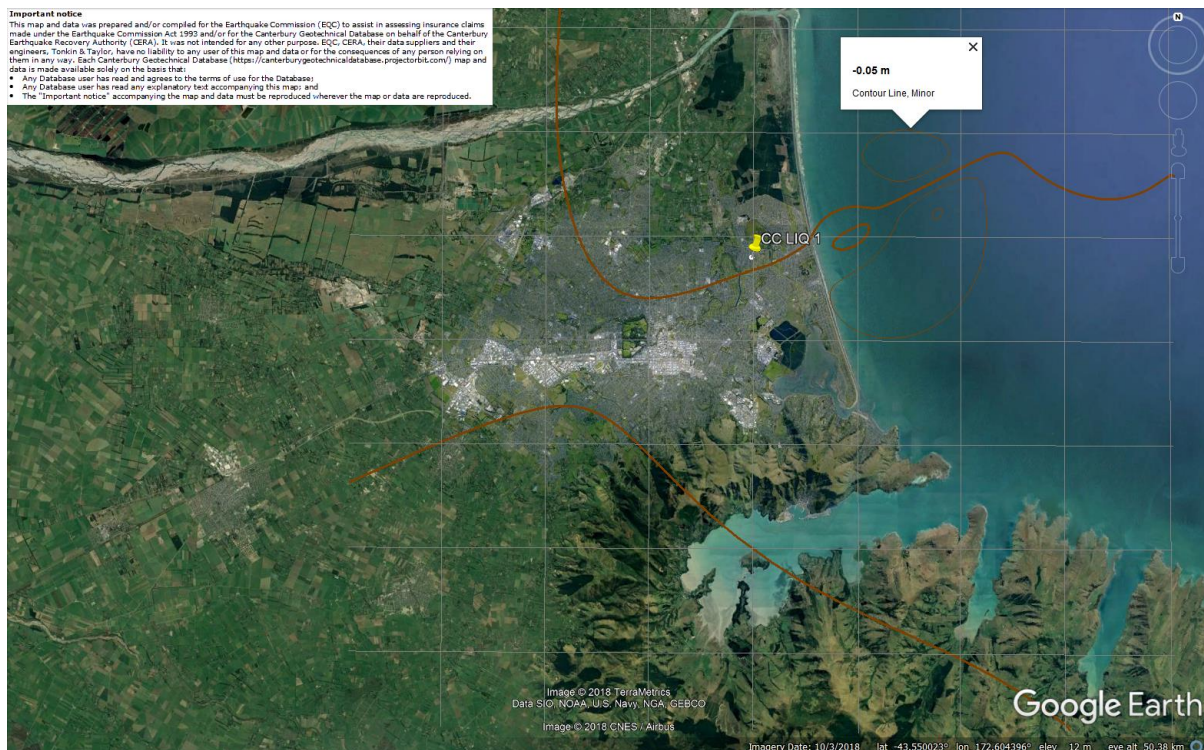 Important notice
This map and data was prepared and/or compiled for the Earthquake Commission (EQC) to assist in assessing insurance claims
made under the Earthquake Commission Act 1993 and/or for the Canterbury Geotechnical Database on behalf of the Canterbury
Earthquake Recovery Authority (CERA). It was not intended for any other purpose. EQC, CERA, their data suppliers and their
engineers, Tonkin & Taylor, have no liability to any user of this map and data or for the consequences of any person relying on
them in any way. Each Canterbury Geotechnical Database (https://canterburygeotechnicaldatabase.projectorbit.com/) map and
data is made available solely on the basis that:
• Any Database user has read and agrees to the terms of use for the Database;
• Any Database user has read any explanatory text accompanying this map; and
• The "Important notice" accompanying the map and data must be reproduced wherever the map or data are reproduced.
N
-0.05 m
Contour Line, Minor
CC LIQ 1
Image © 2018 TerraMetrics
Data SIO, NOAA, U.S. Navy, NGA, GEBCO
Image © 2018 CNES / Airbus
Google Earth
Imagery Date: 10/3/2018 lat -43.550023° lon 172.604396° elev 12 m eye alt 50.38 km